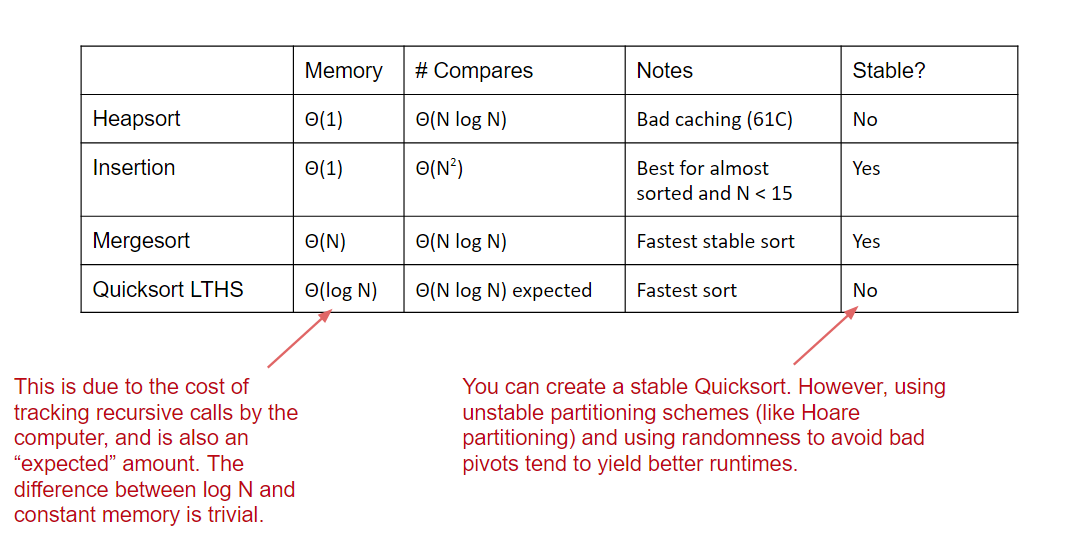 Memory # Compares Notes Stable?
Heapsort Θ(1) Θ(N log N) Bad caching (61C) No
Insertion Θ(1) Θ(N²) Best for almost Yes
sorted and N < 15
Mergesort Θ(N) Θ(N log N) Fastest stable sort Yes
Quicksort LTHS Θ(log N) Θ(N log N) expected Fastest sort No
This is due to the cost of
tracking recursive calls by the
computer, and is also an
“expected” amount. The
difference between log N and
constant memory is trivial.
You can create a stable Quicksort. However, using
unstable partitioning schemes (like Hoare
partitioning) and using randomness to avoid bad
pivots tend to yield better runtimes.